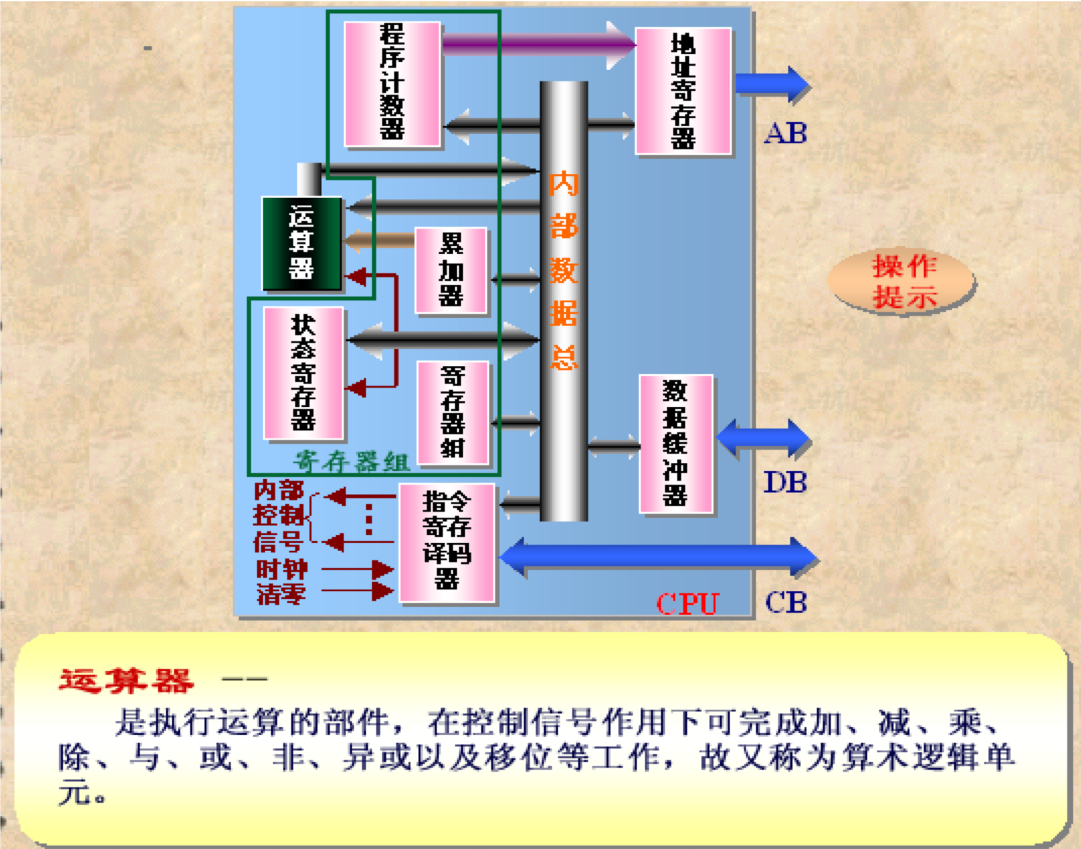 程序计数器
地址寄存器
AB
内部数据总
运算器
累加器
操作
提示
状态寄存器
寄存器组
数据缓冲器
DB
寄存器组
内部
控制
信号
时钟
清零
指令
寄存
译码
器
CPU
CB
运算器 --
是执行运算的部件，在控制信号作用下可完成加、减、乘、
除、与、或、非、异或以及移位等工作，故又称为算术逻辑单
元。